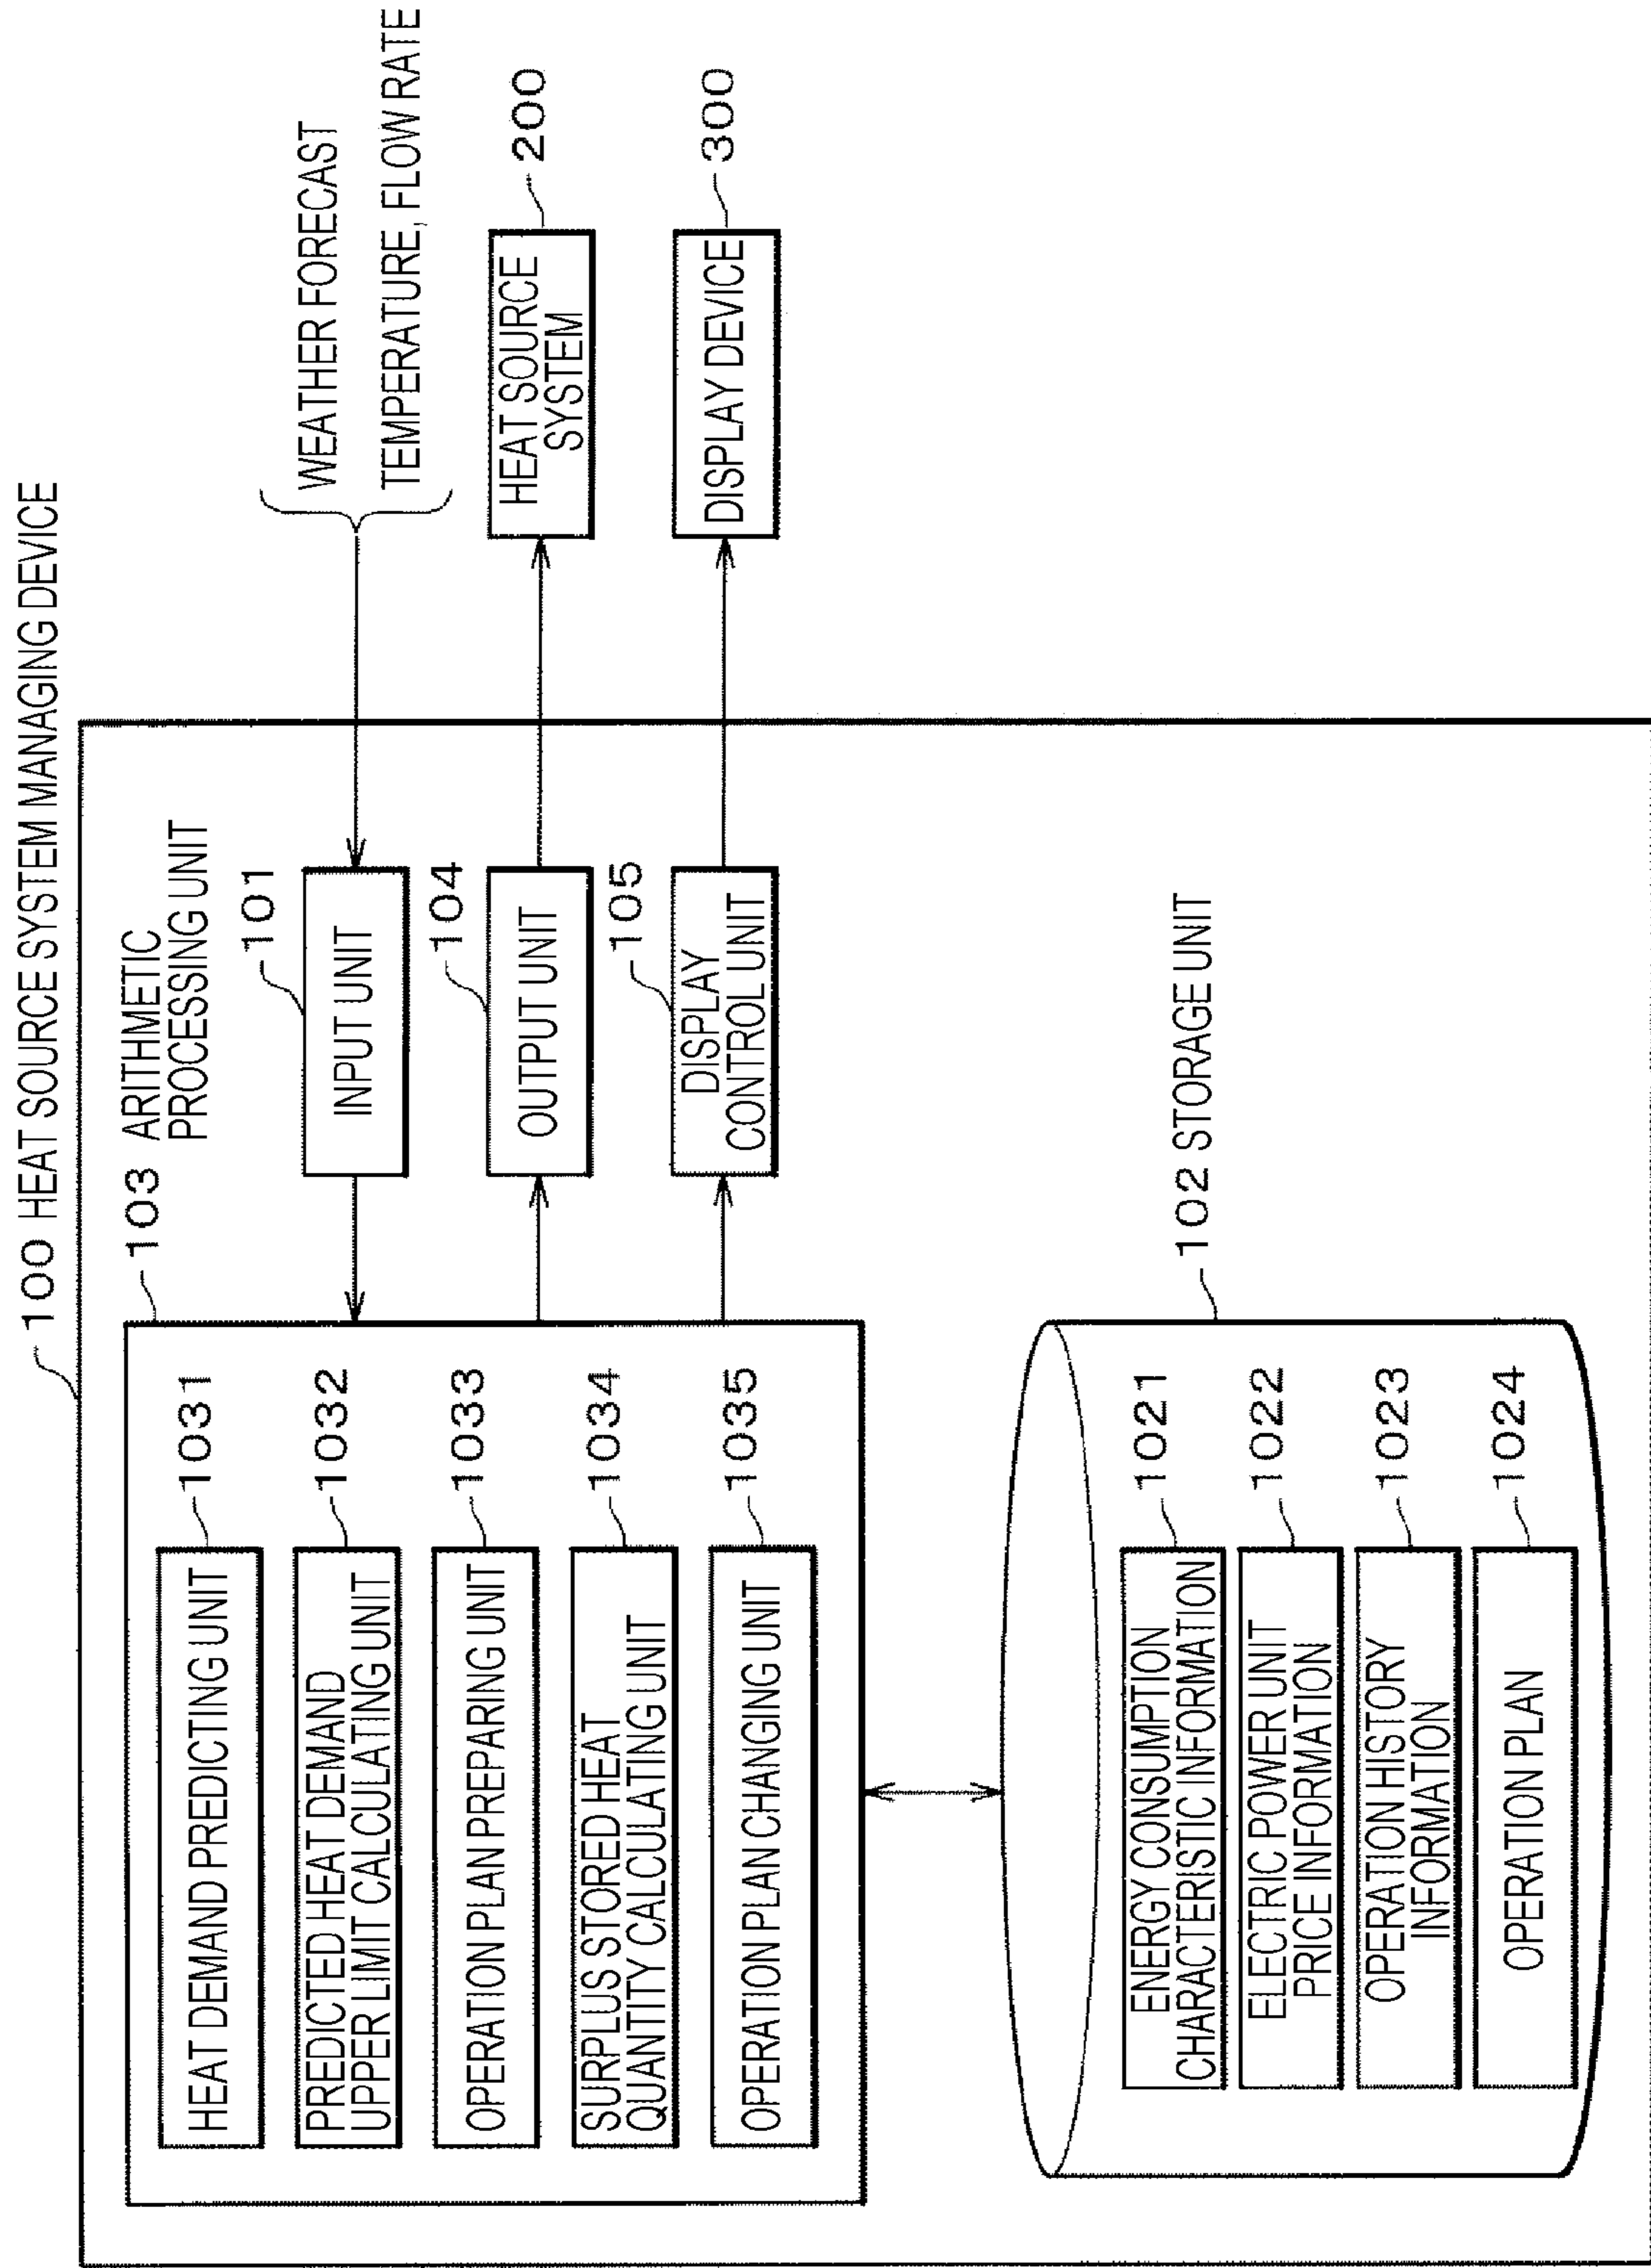 100 HEAT SOURCE SYSTEM MANAGING DEVICE
103 ARITHMETIC
PROCESSING UNIT
HEAT DEMAND PREDICTING UNIT
1031
PREDICTED HEAT DEMAND
UPPER LIMIT CALCULATING UNIT
1032
OPERATION PLAN PREPARING UNIT
1033
SURPLUS STORED HEAT
QUANTITY CALCULATING UNIT
1034
OPERATION PLAN CHANGING UNIT
1035
101
INPUT UNIT
WEATHER FORECAST
TEMPERATURE, FLOW RATE
104
OUTPUT UNIT
HEAT SOURCE
SYSTEM
200
105
DISPLAY
CONTROL UNIT
DISPLAY DEVICE
300
102 STORAGE UNIT
ENERGY CONSUMPTION
CHARACTERISTIC INFORMATION
1021
ELECTRIC POWER UNIT
PRICE INFORMATION
1022
OPERATION HISTORY
INFORMATION
1023
OPERATION PLAN
1024